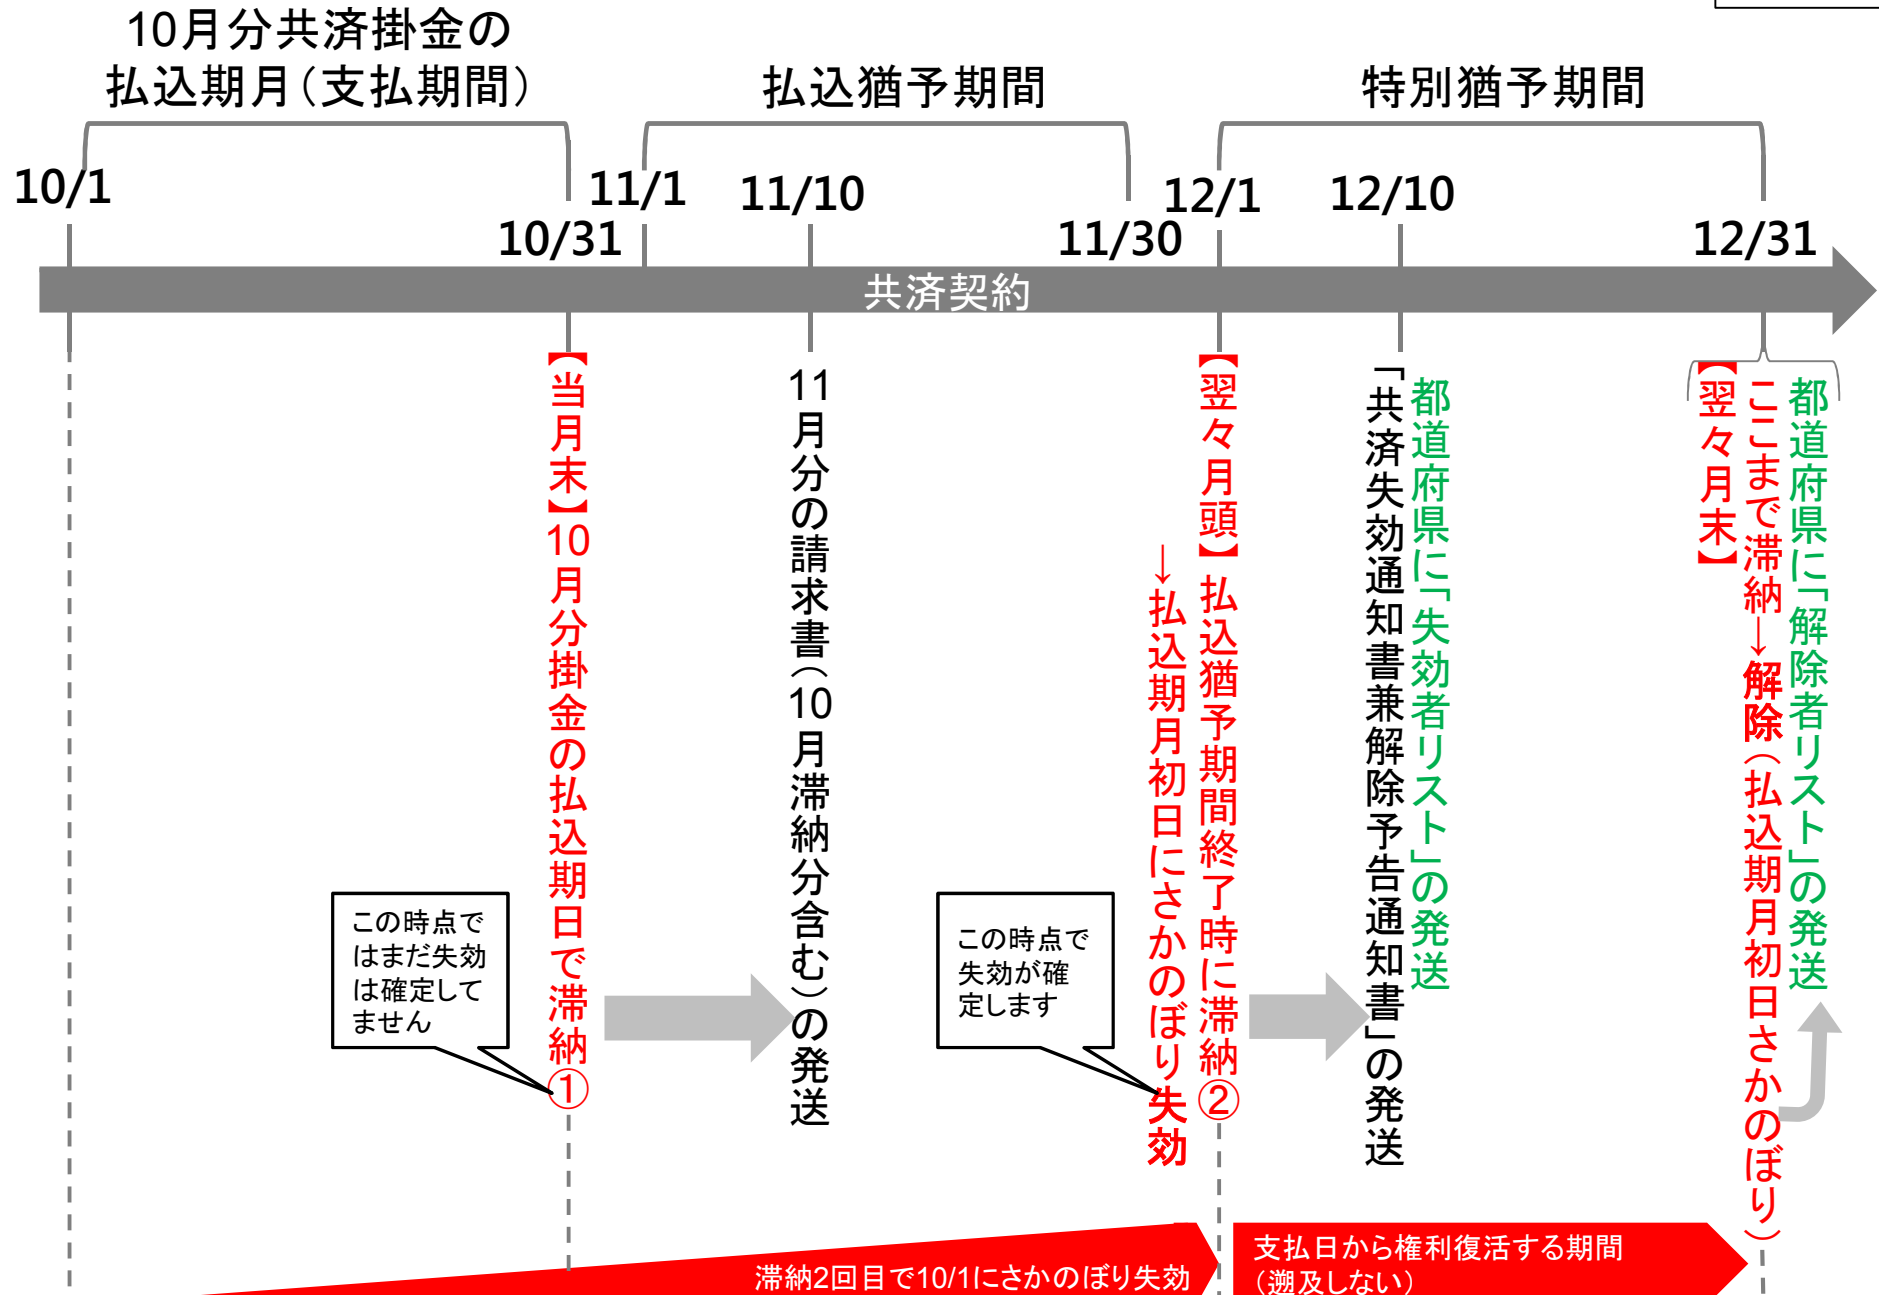 10月分共済掛金の
払込期月（支払期間）
払込猶予期間
特別猶予期間
10/1
10/31
11/1
11/10
11/30
12/1
12/10
12/31
共済契約
【当月末】10月分掛金の払込期日で滞納①
この時点で
はまだ失効
は確定して
ません
11月分の請求書（10月滞納分含む）の発送
【翌々月頭】払込猶予期間終了時に滞納②
→払込期月初日にさかのぼり失効
この時点で
失効が確
定します
都道府県に「失効者リスト」の発送
「共済失効通知書兼解除予告通知書」の発送
都道府県に「解除者リスト」の発送
ここまで滞納→解除（払込期月初日さかのぼり）
【翌々月末】
滞納2回目で10/1にさかのぼり失効
支払日から権利復活する期間
（遡及しない）